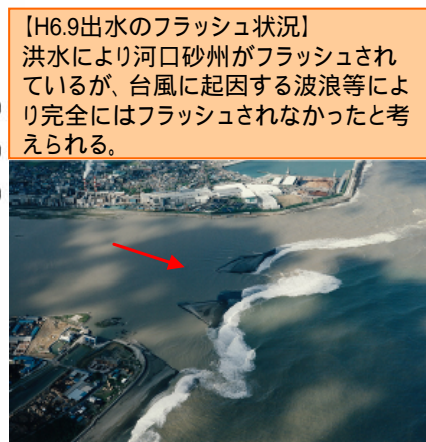 【H6.9出水のフラッシュ状況】
洪水により河口砂州がフラッシュされ
ているが、台風に起因する波浪等によ
り完全にはフラッシュされなかったと考
えられる。